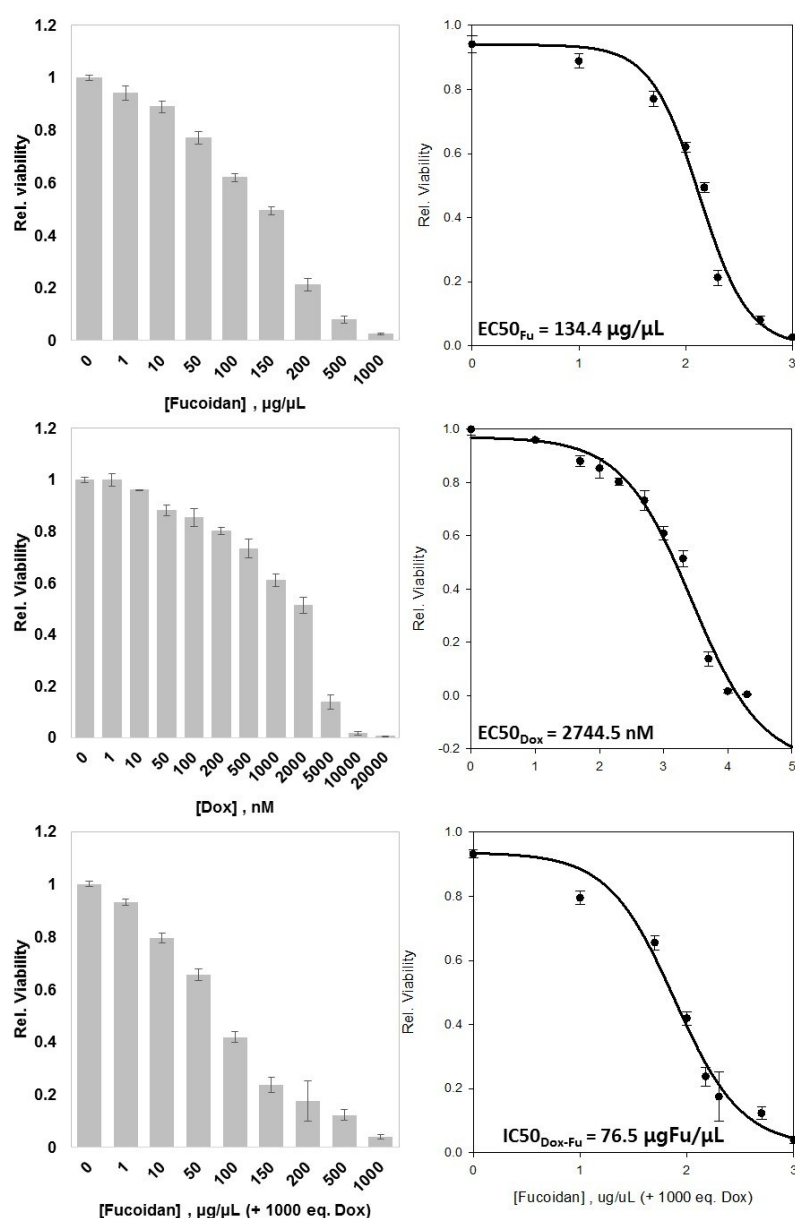 1.2
1
0.8
0.6
0.4
0.2
0
Rel. viability
0 1 10 50 100 150 200 500 1000
[Fucoidan] , µg/µL
1.0
0.8
0.6
0.4
0.2
0.0
Rel. Viability
EC50Fu = 134.4 µg/µL
0 1 2 3
1.2
1
0.8
0.6
0.4
0.2
0
Rel. Viability
0 1 10 50 100 200 500 1000 2000 5000 10000 20000
[Dox] , nM
1.0
0.8
0.6
0.4
0.2
0.0
-0.2
Rel. Viability
EC50Dox = 2744.5 nM
0 1 2 3 4 5
1.2
1
0.8
0.6
0.4
0.2
0
Rel. Viability
0 1 10 50 100 150 200 500 1000
[Fucoidan] , µg/µL (+ 1000 eq. Dox)
1.0
0.8
0.6
0.4
0.2
0.0
Rel. Viability
IC50Dox-Fu = 76.5 µgFu/µL
0 1 2 3
[Fucoidan] , ug/uL (+ 1000 eq. Dox)